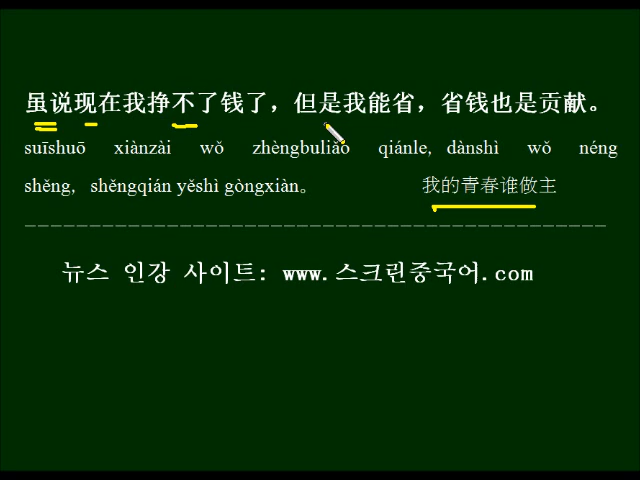 虽说现在我挣不了钱了，但是我能省，省钱也是贡献。
suīshuō xiànzài wǒ zhèngbuliǎo qiánle, dànshì wǒ néng
shěng, shěngqián yěshì gòngxiàn。 我的青春谁做主
뉴스 인강 사이트: www.스크린중국어.com